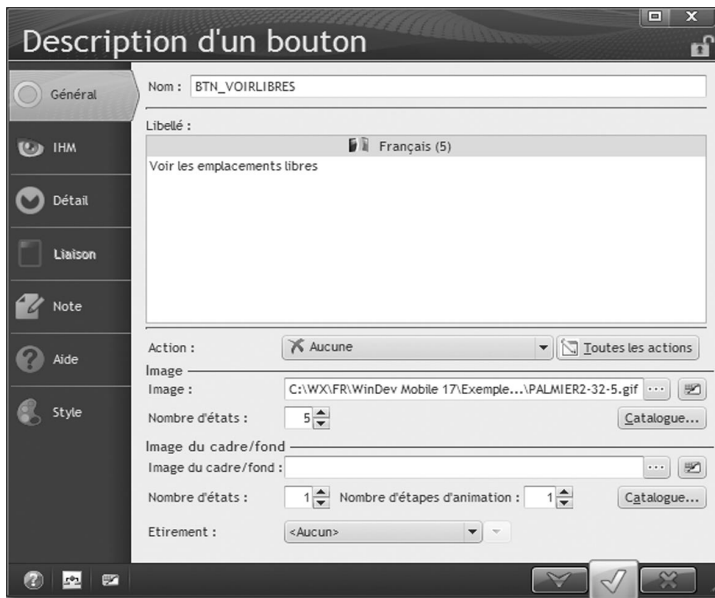 Description d'un bouton
Général
IHM
Détail
Liaison
Note
Aide
Style
Nom : BTN_VOIRLIBRES
Libellé :
Français (5)
Voir les emplacements libres
Action : Aucune Toutes les actions
Image
Image : C:\WX\FR\WinDev Mobile 17\Exemple...\PALMIER2-32-5.gif ...
Nombre d'états : 5 Catalogue...
Image du cadre/fond
Image du cadre/fond : ...
Nombre d'états : 1 Nombre d'étapes d'animation : 1 Catalogue...
Etirement : <Aucun>